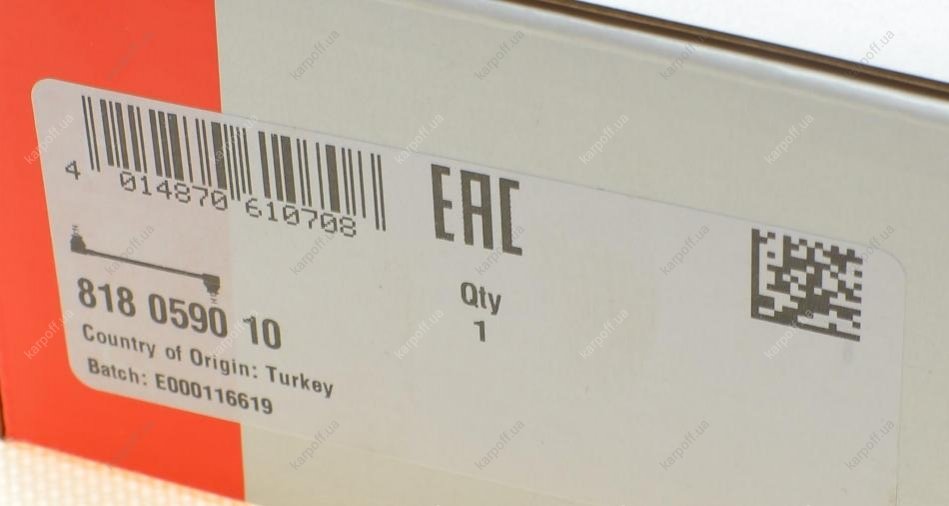 4 014870 610708
EAC
818 0590 10
Country of Origin: Turkey
Batch: E000116619
Qty
1
karpoff.ua